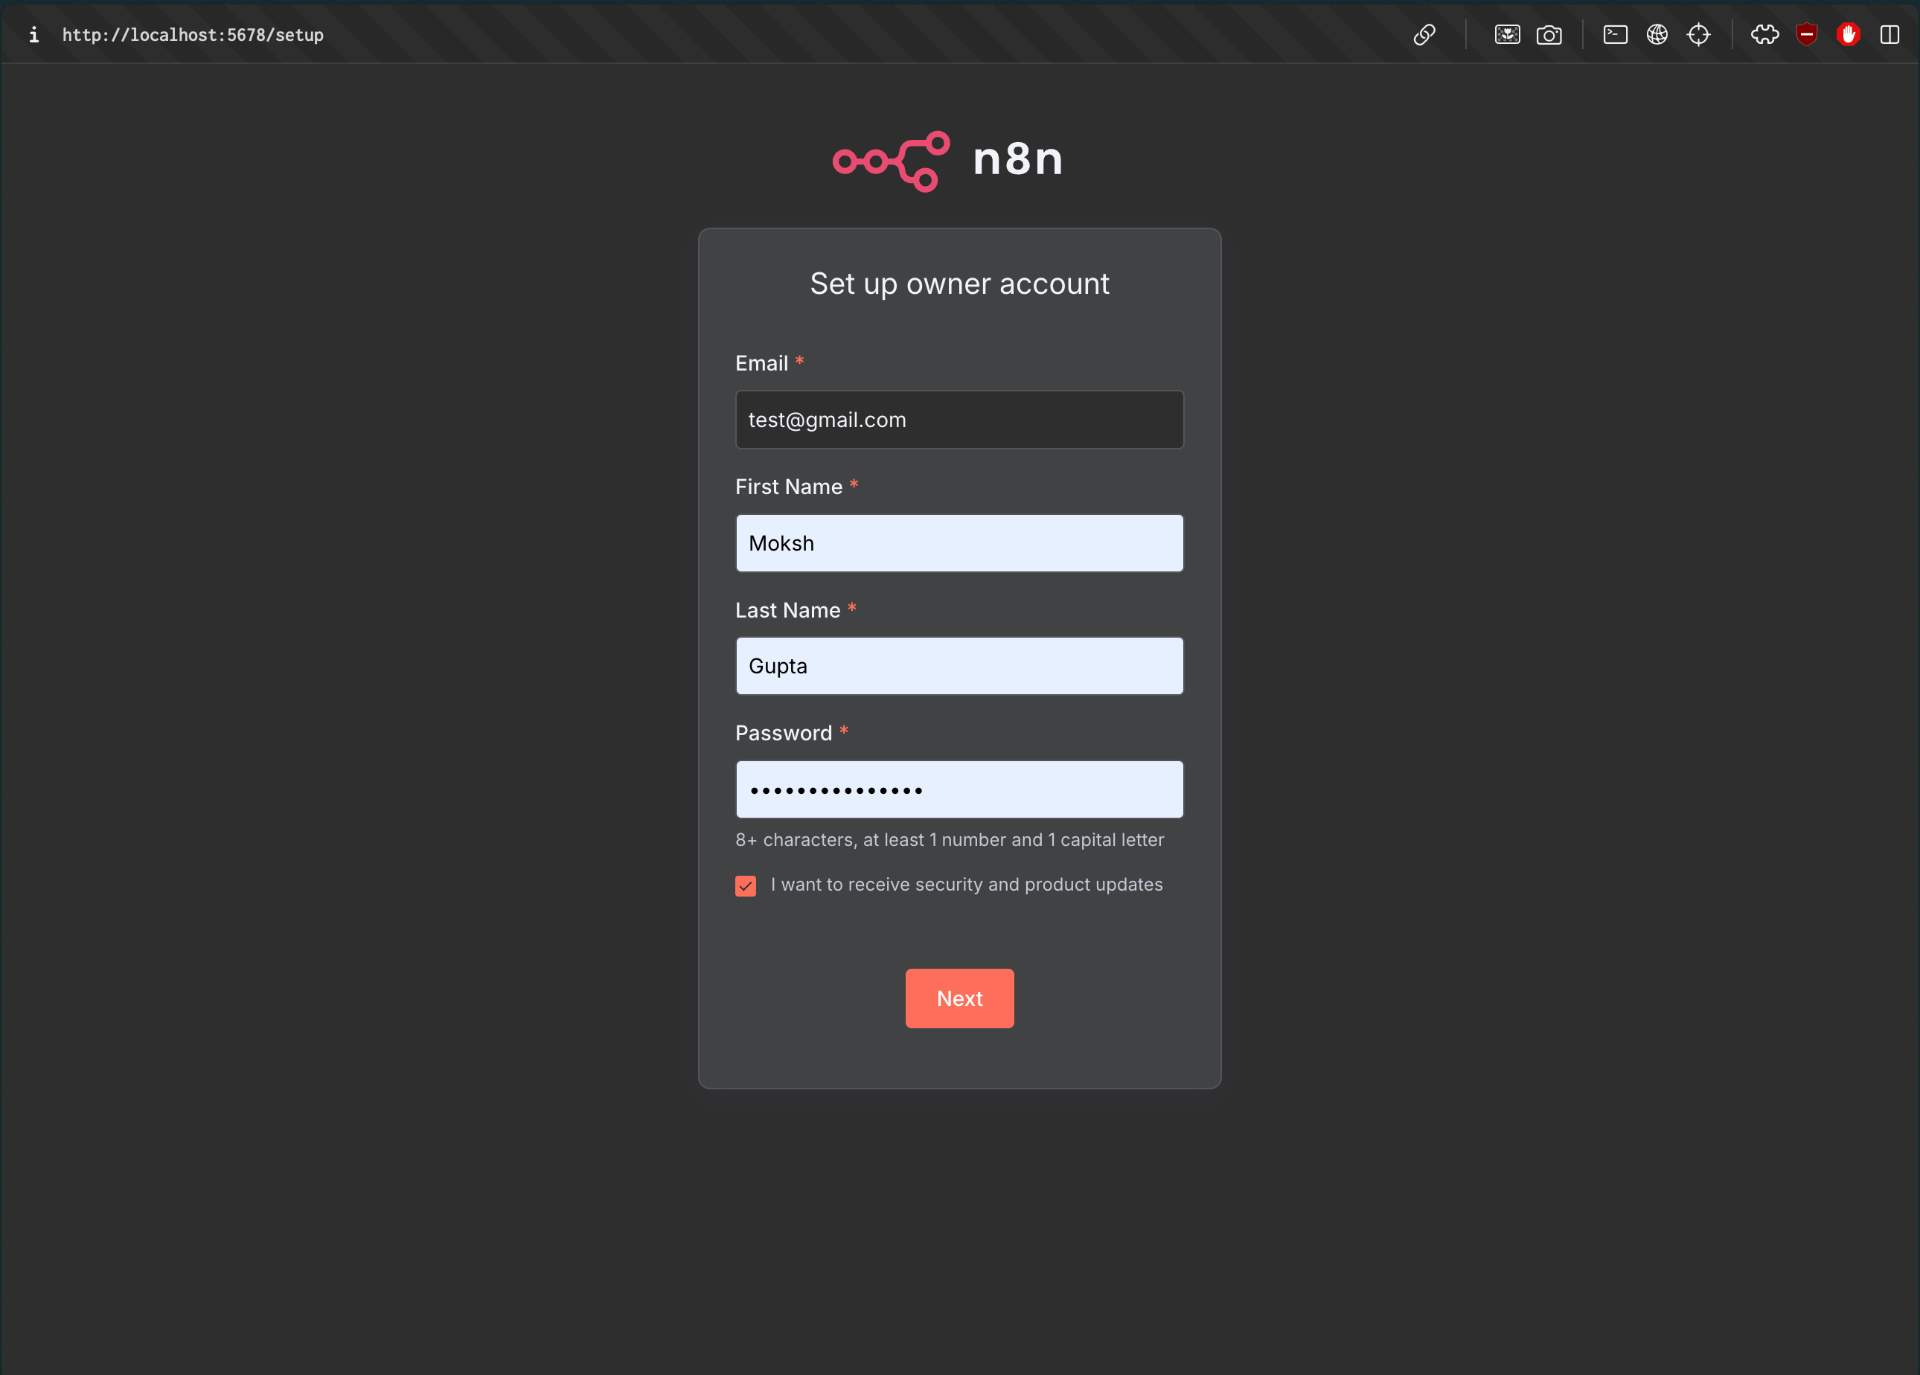 i http://localhost:5678/setup
n8n
Set up owner account
Email *
test@gmail.com
First Name *
Moksh
Last Name *
Gupta
Password *
•••••••••••••••
8+ characters, at least 1 number and 1 capital letter
I want to receive security and product updates
Next